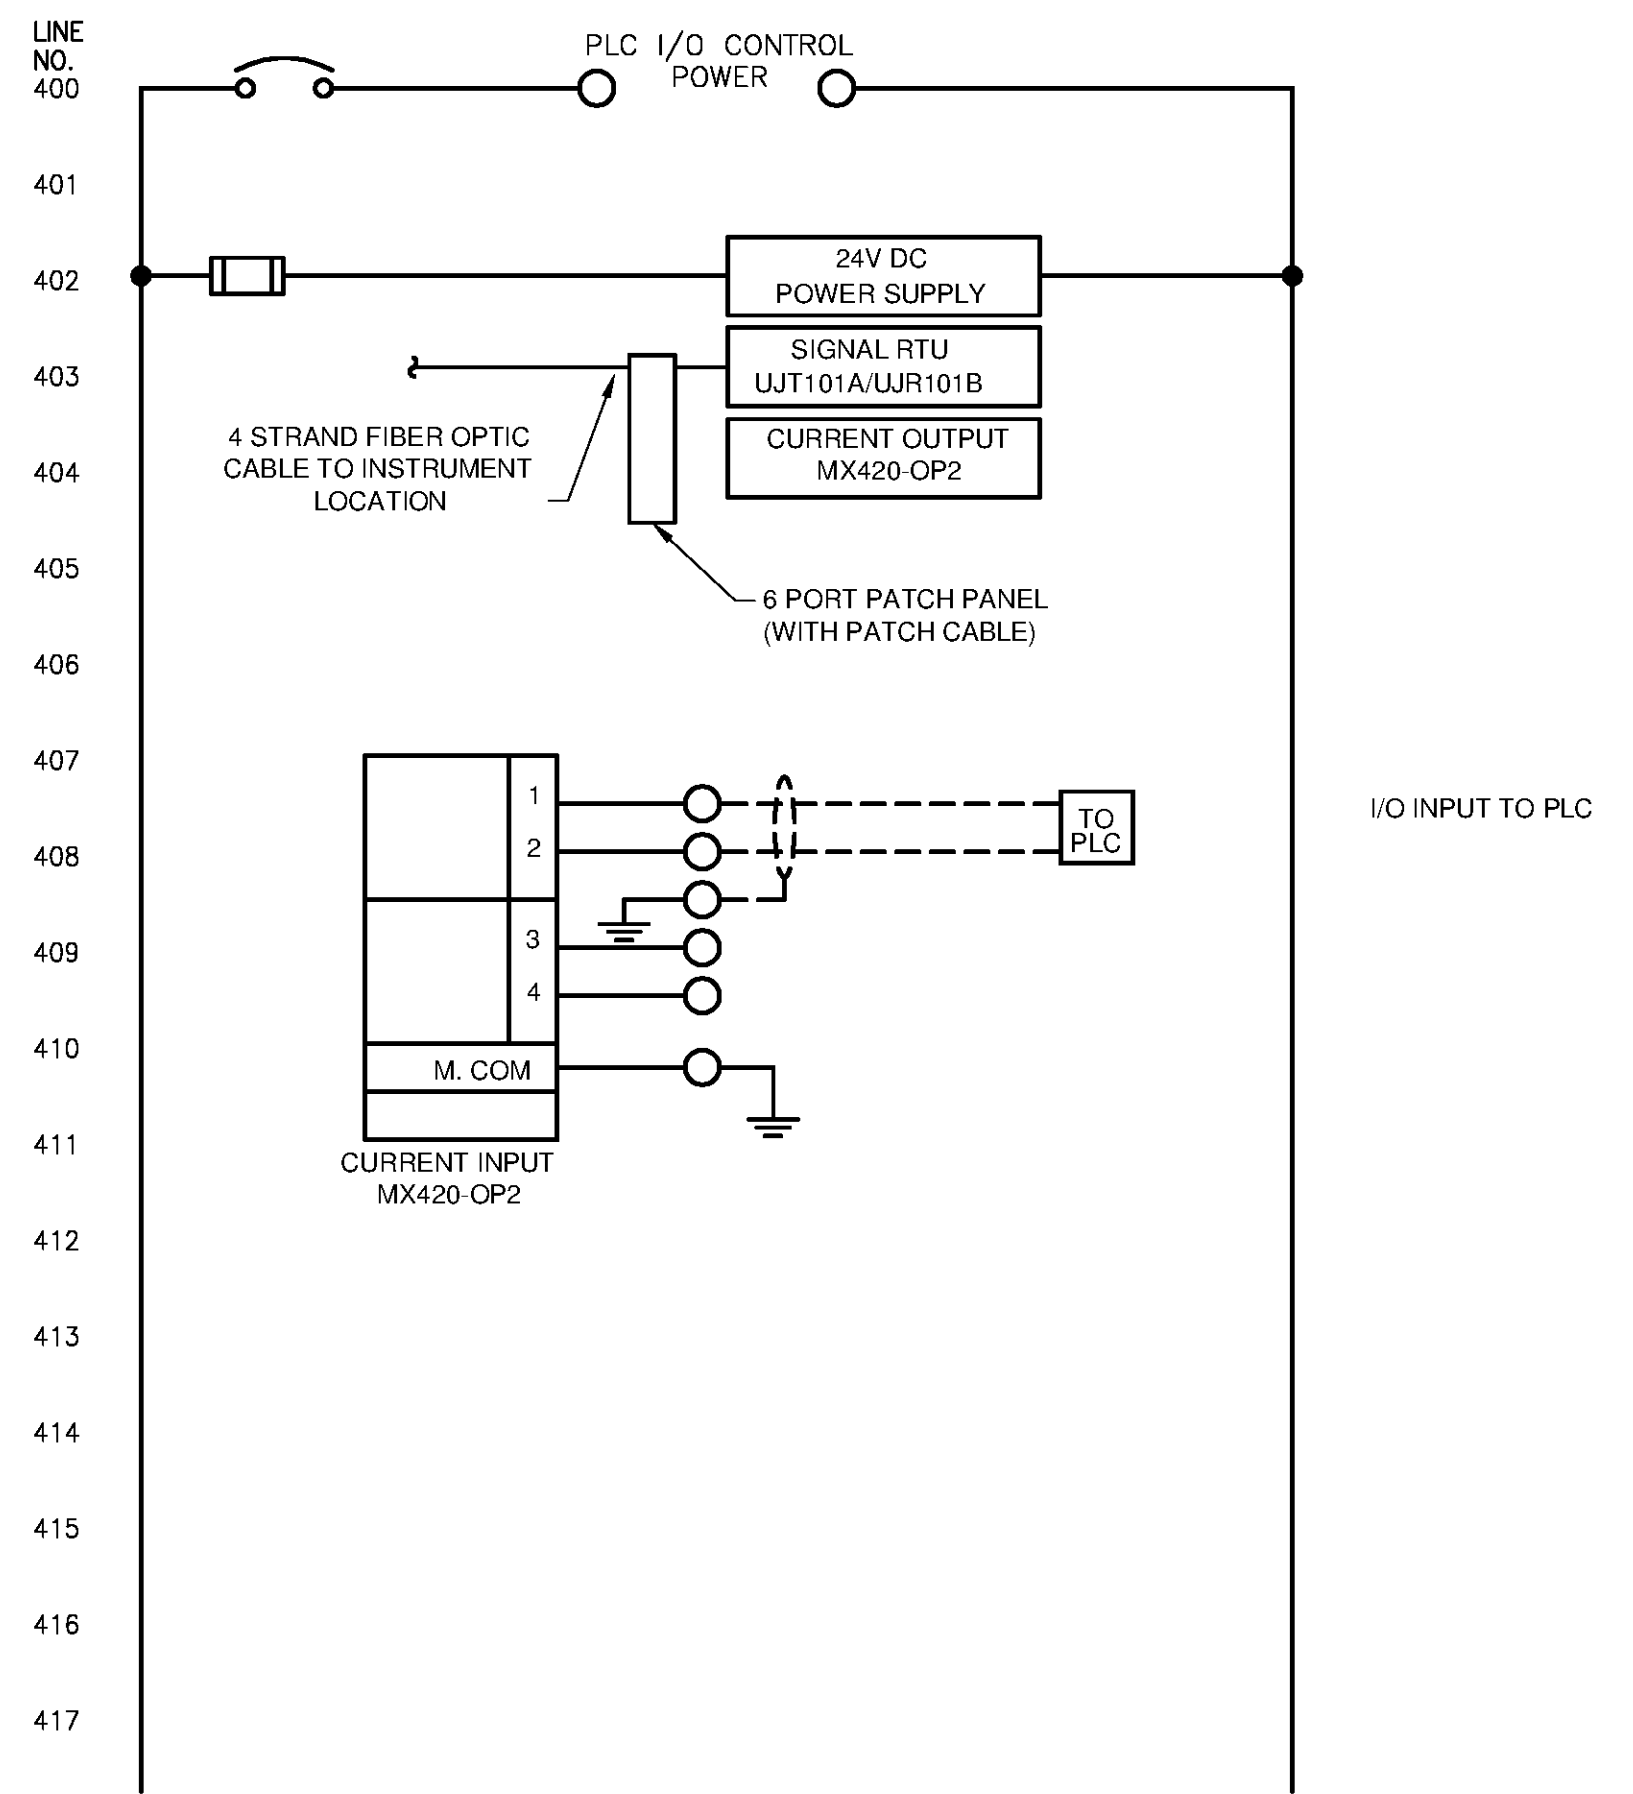 LINE
NO.
PLC I/O CONTROL
POWER
400
401
402
24V DC
POWER SUPPLY
403
SIGNAL RTU
UJT101A/UJR101B
4 STRAND FIBER OPTIC
CABLE TO INSTRUMENT
LOCATION
404
CURRENT OUTPUT
MX420-OP2
405
6 PORT PATCH PANEL
(WITH PATCH CABLE)
406
407
1
TO
PLC
I/O INPUT TO PLC
408
2
409
3
4
410
M. COM
411
CURRENT INPUT
MX420-OP2
412
413
414
415
416
417